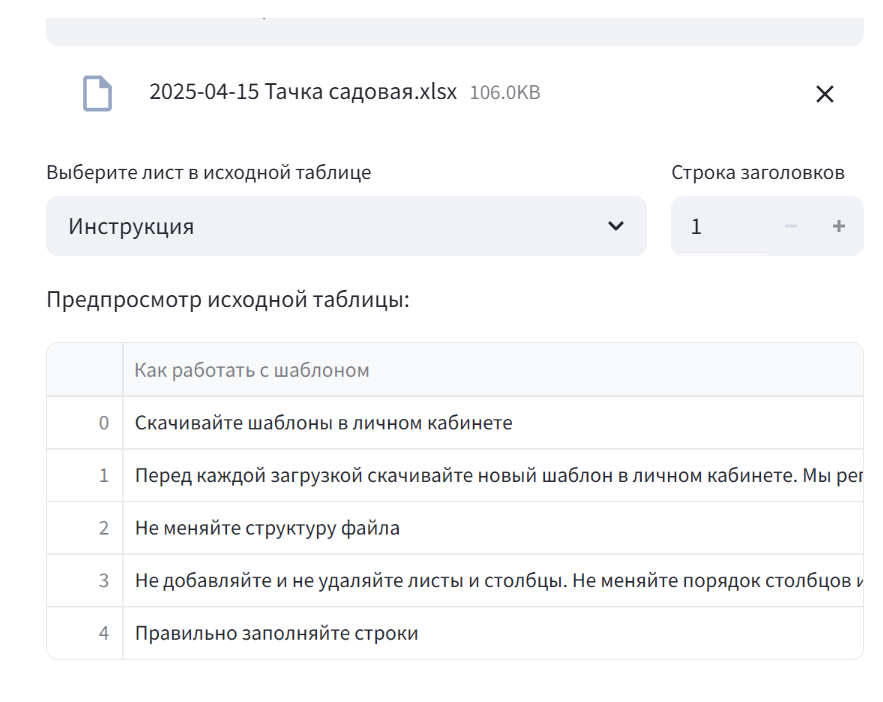 2025-04-15 Тачка садовая.xlsx 106.0KB
Выберите лист в исходной таблице
Строка заголовков
Инструкция
1
Предпросмотр исходной таблицы:
Как работать с шаблоном
0 Скачивайте шаблоны в личном кабинете
1 Перед каждой загрузкой скачивайте новый шаблон в личном кабинете. Мы
2 Не меняйте структуру файла
3 Не добавляйте и не удаляйте листы и столбцы. Не меняйте порядок столбцов и
4 Правильно заполняйте строки